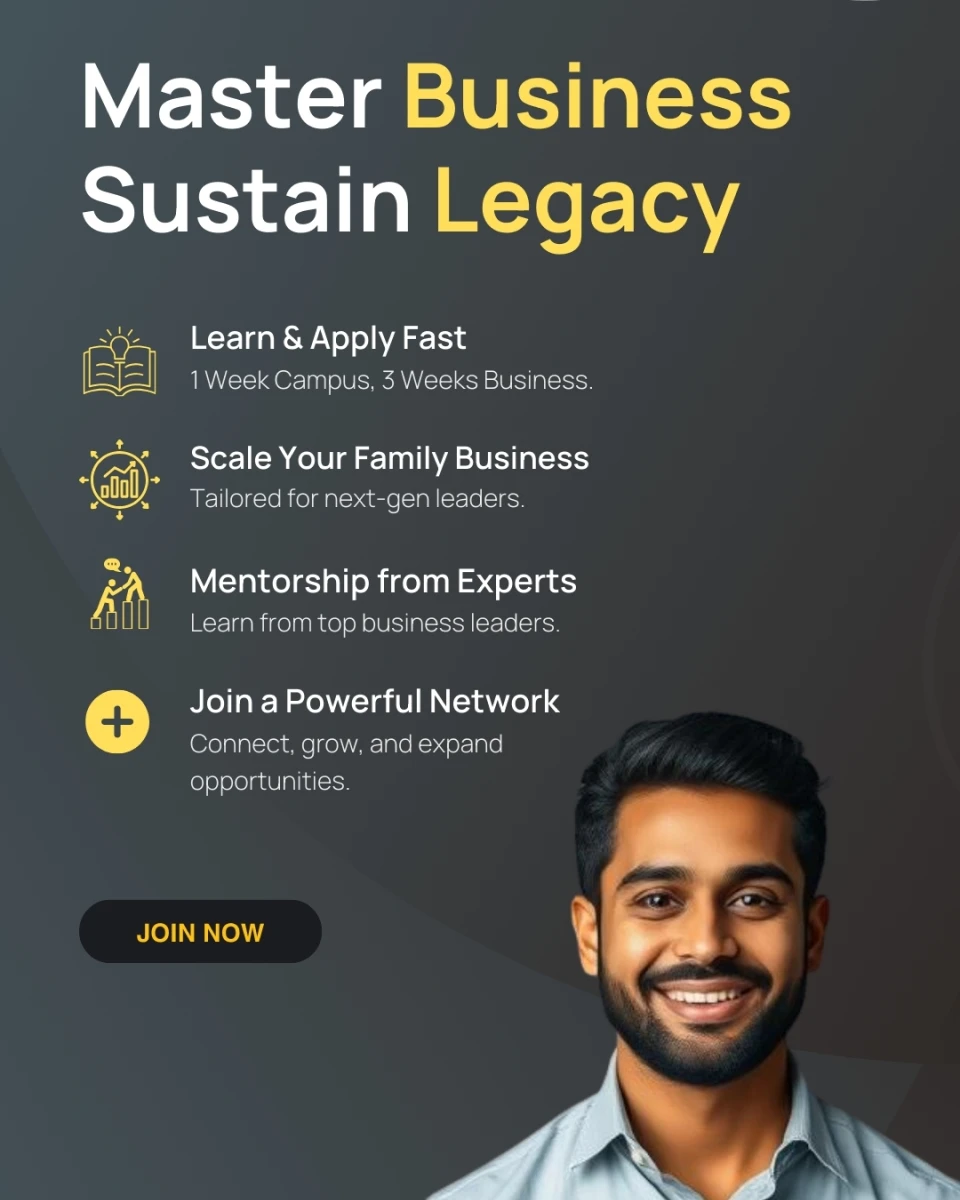 Master Business
Sustain Legacy
Learn & Apply Fast
1 Week Campus, 3 Weeks Business.
Scale Your Family Business
Tailored for next-gen leaders.
Mentorship from Experts
Learn from top business leaders.
Join a Powerful Network
Connect, grow, and expand
opportunities.
JOIN NOW